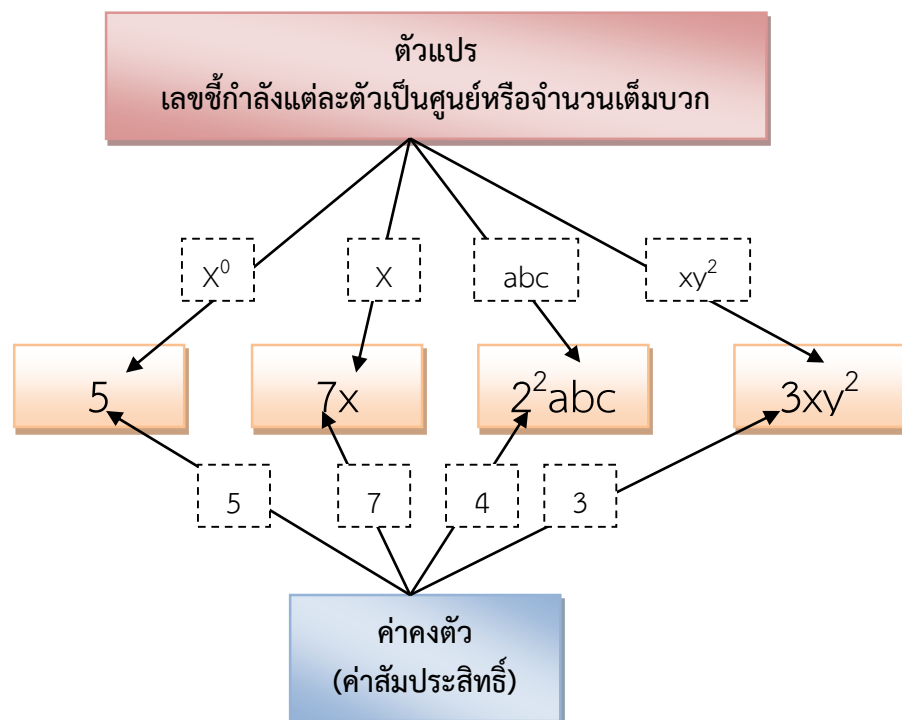 ตัวแปร
เลขชี้กำลังแต่ละตัวเป็นศูนย์หรือจำนวนเต็มบวก
X⁰ X abc xy²
5 7x 2²abc 3xy²
5 7 4 3
ค่าคงตัว
(ค่าสัมประสิทธิ์)